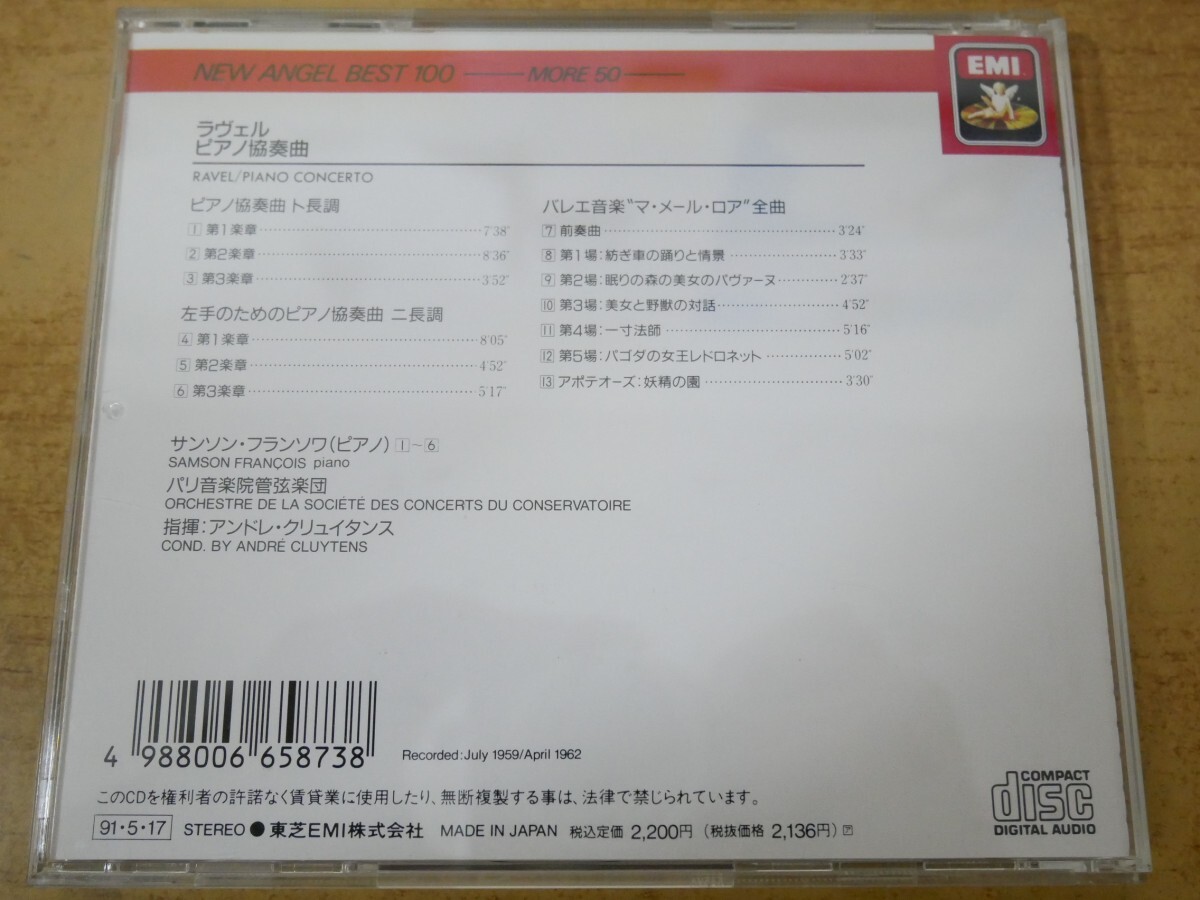 NEW ANGEL BEST 100 —— MORE 50 ——
EMI
ラヴェル
ピアノ協奏曲
RAVEL/PIANO CONCERTO
ピアノ協奏曲 ト長調
1 第1楽章 7'38"
2 第2楽章 8'36"
3 第3楽章 3'52"
左手のためのピアノ協奏曲 ニ長調
4 第1楽章 8'05"
5 第2楽章 4'52"
6 第3楽章 5'17"
バレエ音楽“マ・メール・ロア”全曲
7 前奏曲 3'24"
8 第1場:紡ぎ車の踊りと情景 3'33"
9 第2場:眠りの森の美女のパヴァーヌ 2'37"
10 第3場:美女と野獣の対話 4'52"
11 第4場:一寸法師 5'16"
12 第5場:パゴダの女王レドロネット 5'02"
13 アポテオーズ:妖精の園 3'30"
サンソン・フランソワ(ピアノ) 1~6
SAMSON FRANÇOIS piano
パリ音楽院管弦楽団
ORCHESTRE DE LA SOCIÉTÉ DES CONCERTS DU CONSERVATOIRE
指揮:アンドレ・クリュイタンス
COND. BY ANDRÉ CLUYTENS
4 988006 658738
Recorded:July 1959/April 1962
このCDを権利者の許諾なく賃貸業に使用したり、無断複製する事は、法律で禁じられています。
91・5・17 STEREO ● 東芝EMI株式会社 MADE IN JAPAN 税込定価 2,200円 (税抜価格 2,136円)
COMPACT
disc
DIGITAL AUDIO